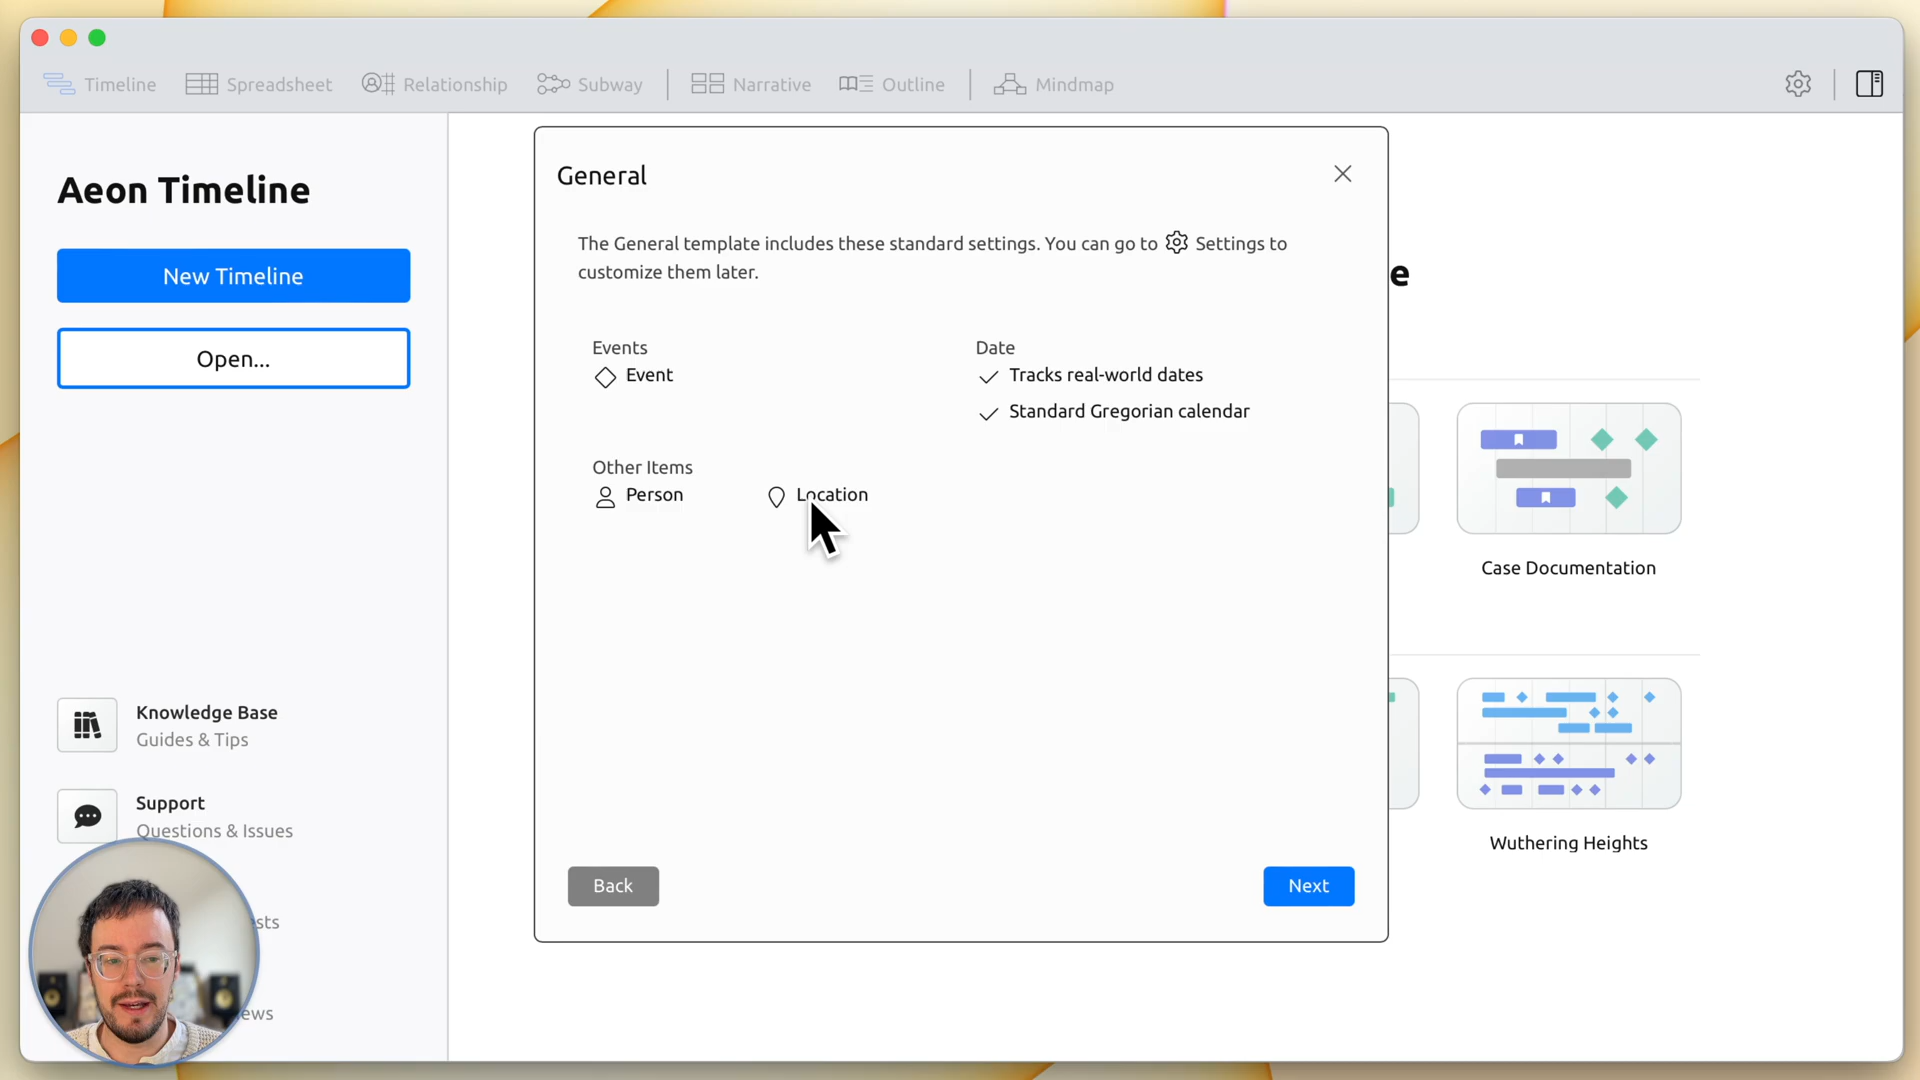 Timeline
Spreadsheet
Relationship
Subway
Narrative
Outline
Mindmap
Aeon Timeline
New Timeline
Open...
Knowledge Base
Guides & Tips
Support
Questions & Issues
sts
ews
General
The General template includes these standard settings. You can go to Settings to
customize them later.
Events
Event
Date
Tracks real-world dates
Standard Gregorian calendar
Other Items
Person
Location
Back
Next
e
Case Documentation
Wuthering Heights